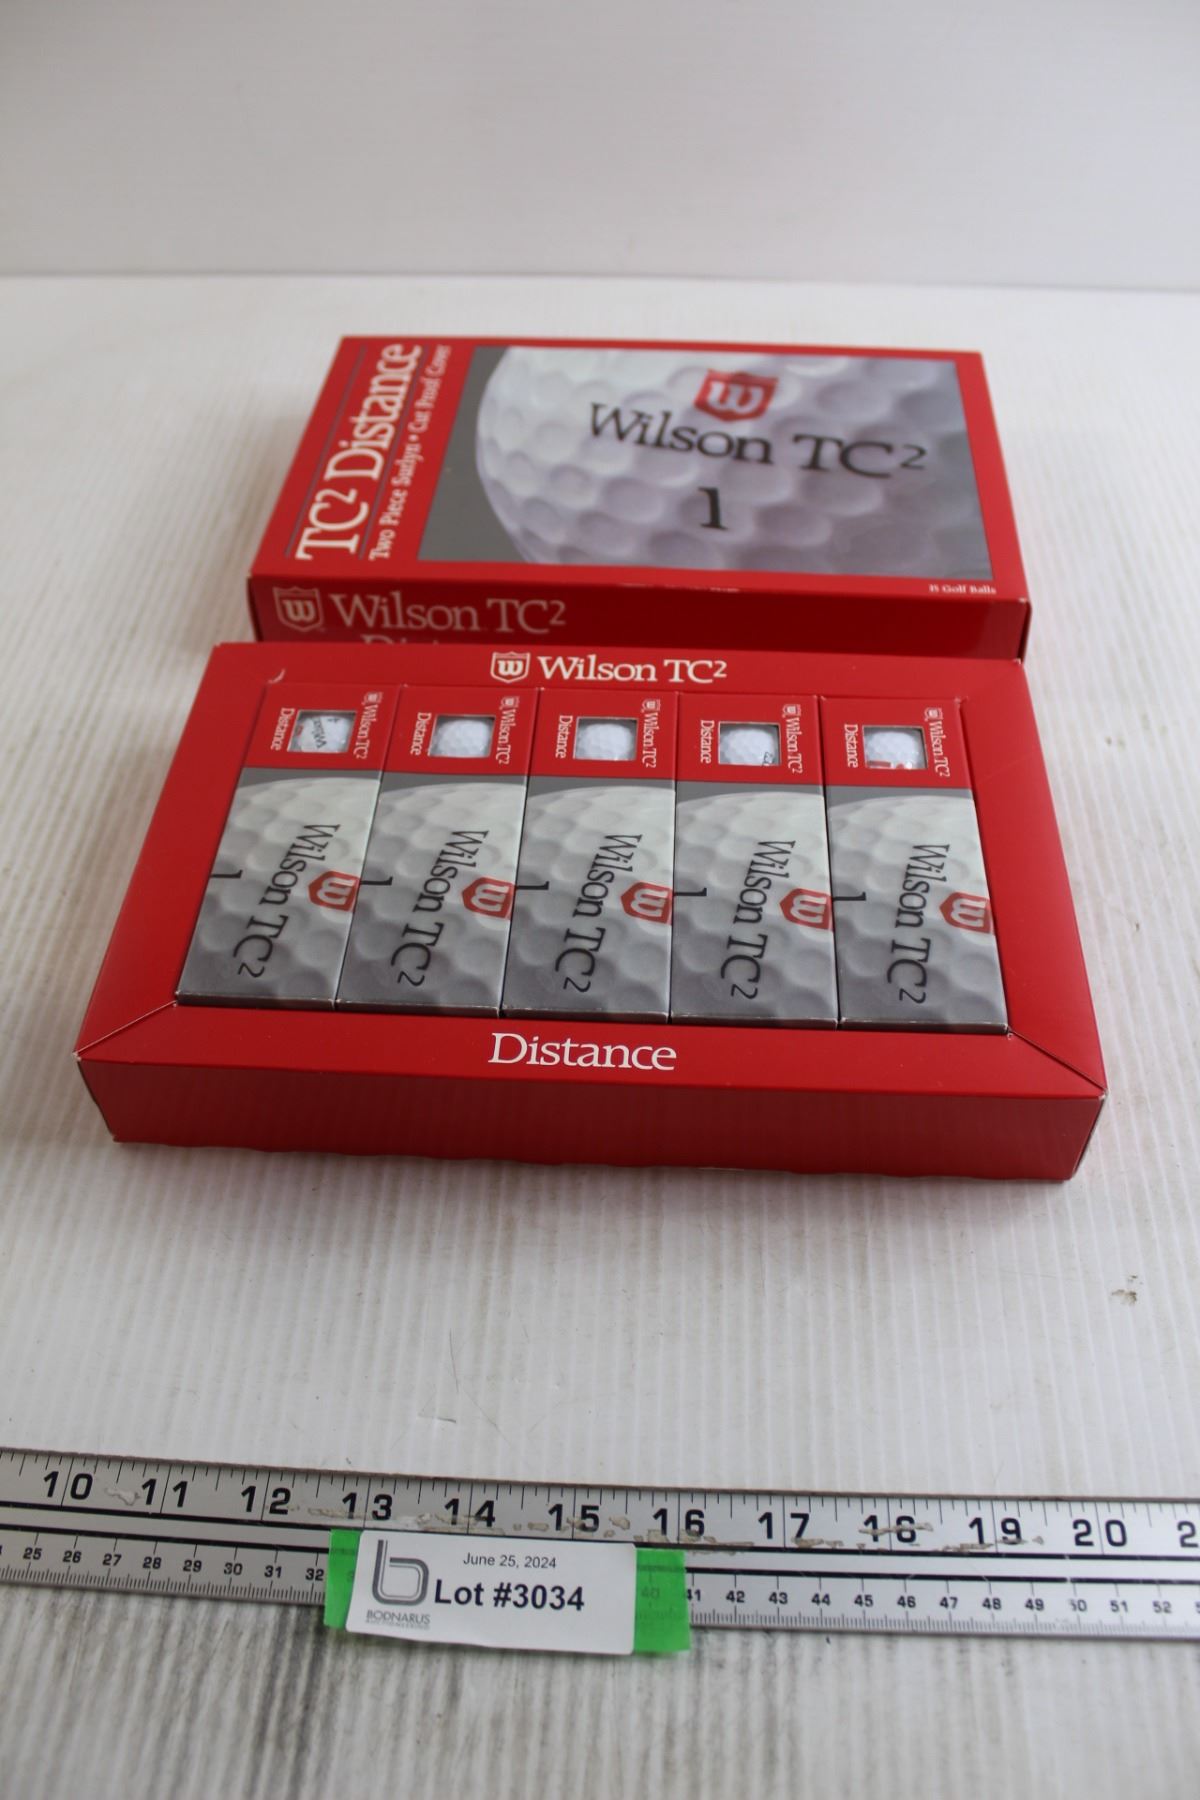 TC² Distance
Two Piece Surlyn • Cut Proof Cover
W
Wilson TC²
1
15 Golf Balls
W Wilson TC²
W Wilson TC²
W Wilson TC²
Distance
W Wilson TC²
Distance
W Wilson TC²
Distance
W Wilson TC²
Distance
W Wilson TC²
Distance
Wilson
W
Wilson TC²
1
W
Wilson TC²
1
W
Wilson TC²
1
W
Wilson TC²
1
W
Wilson TC²
1
Distance
10 11 12 13 14 15 16 17 18 19 20 2
25 26 27 28 29 30 31 32 40 41 42 43 44 45 46 47 48 49 50 51 52
June 25, 2024
Lot #3034
BODNARUS